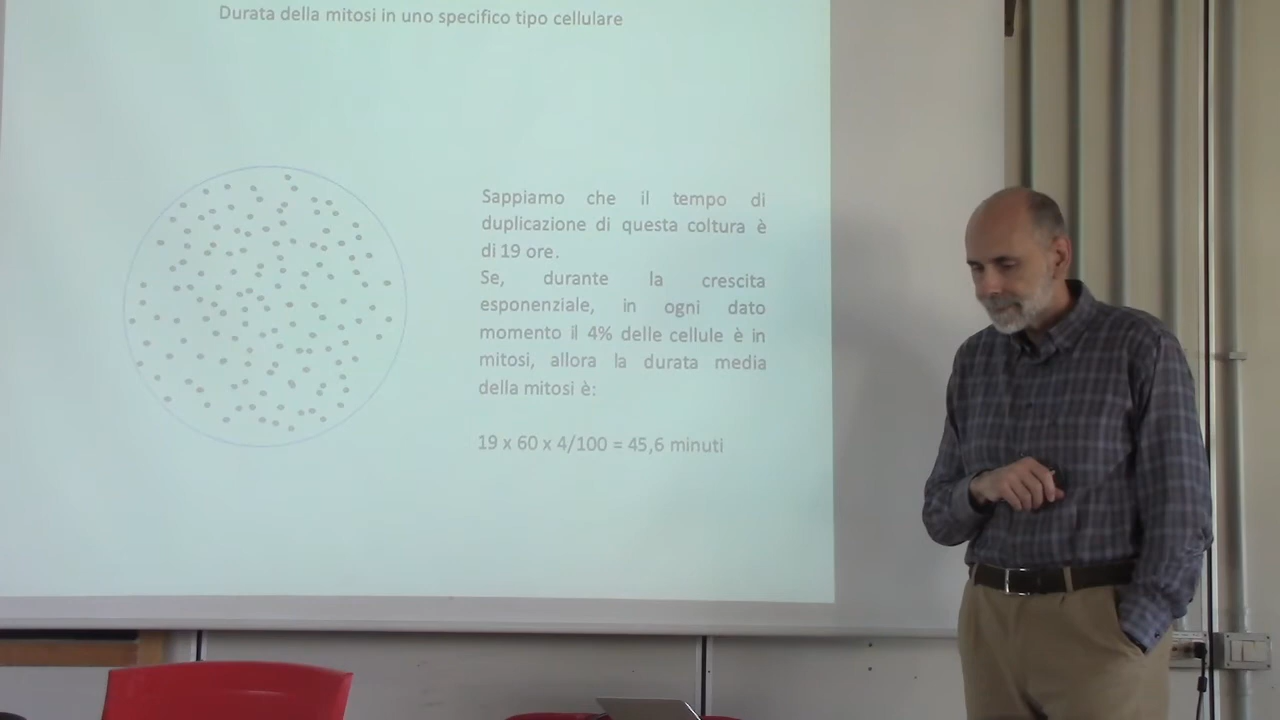 Durata della mitosi in uno specifico tipo cellulare
Sappiamo che il tempo di
duplicazione di questa coltura è
di 19 ore.
Se, durante la crescita
esponenziale, in ogni dato
momento il 4% delle cellule è in
mitosi, allora la durata media
della mitosi è:
19 x 60 x 4/100 = 45,6 minuti